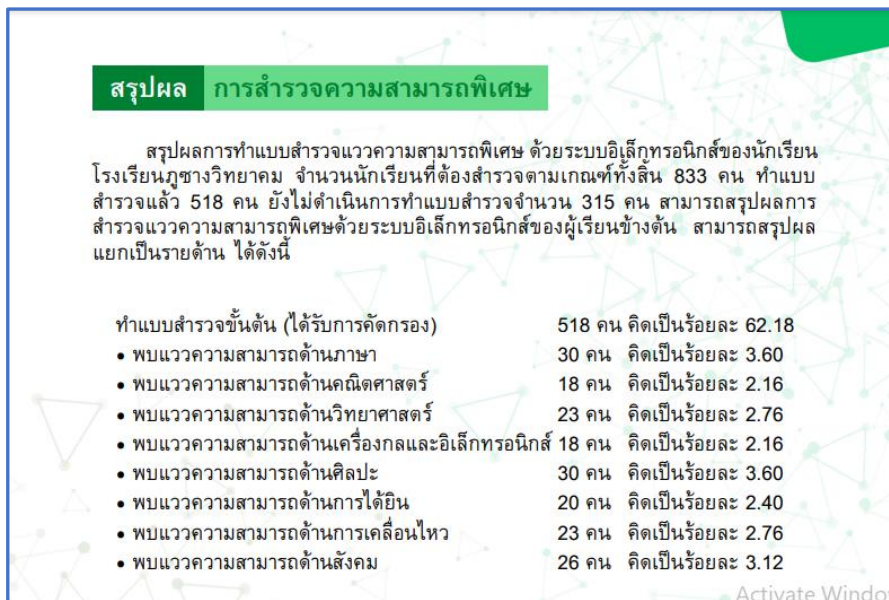 สรุปผล การสำรวจความสามารถพิเศษ
สรุปผลการทำแบบสำรวจแววความสามารถพิเศษ ด้วยระบบอิเล็กทรอนิกส์ของนักเรียน
โรงเรียนภูซางวิทยาคม จำนวนนักเรียนที่ต้องสำรวจตามเกณฑ์ทั้งสิ้น 833 คน ทำแบบ
สำรวจแล้ว 518 คน ยังไม่ดำเนินการทำแบบสำรวจจำนวน 315 คน สามารถสรุปผลการ
สำรวจแววความสามารถพิเศษด้วยระบบอิเล็กทรอนิกส์ของผู้เรียนข้างต้น สามารถสรุปผล
แยกเป็นรายด้าน ได้ดังนี้
ทำแบบสำรวจขั้นต้น (ได้รับการคัดกรอง) 518 คน คิดเป็นร้อยละ 62.18
• พบแววความสามารถด้านภาษา 30 คน คิดเป็นร้อยละ 3.60
• พบแววความสามารถด้านคณิตศาสตร์ 18 คน คิดเป็นร้อยละ 2.16
• พบแววความสามารถด้านวิทยาศาสตร์ 23 คน คิดเป็นร้อยละ 2.76
• พบแววความสามารถด้านเครื่องกลและอิเล็กทรอนิกส์ 18 คน คิดเป็นร้อยละ 2.16
• พบแววความสามารถด้านศิลปะ 30 คน คิดเป็นร้อยละ 3.60
• พบแววความสามารถด้านการได้ยิน 20 คน คิดเป็นร้อยละ 2.40
• พบแววความสามารถด้านการเคลื่อนไหว 23 คน คิดเป็นร้อยละ 2.76
• พบแววความสามารถด้านสังคม 26 คน คิดเป็นร้อยละ 3.12
Activate Windo